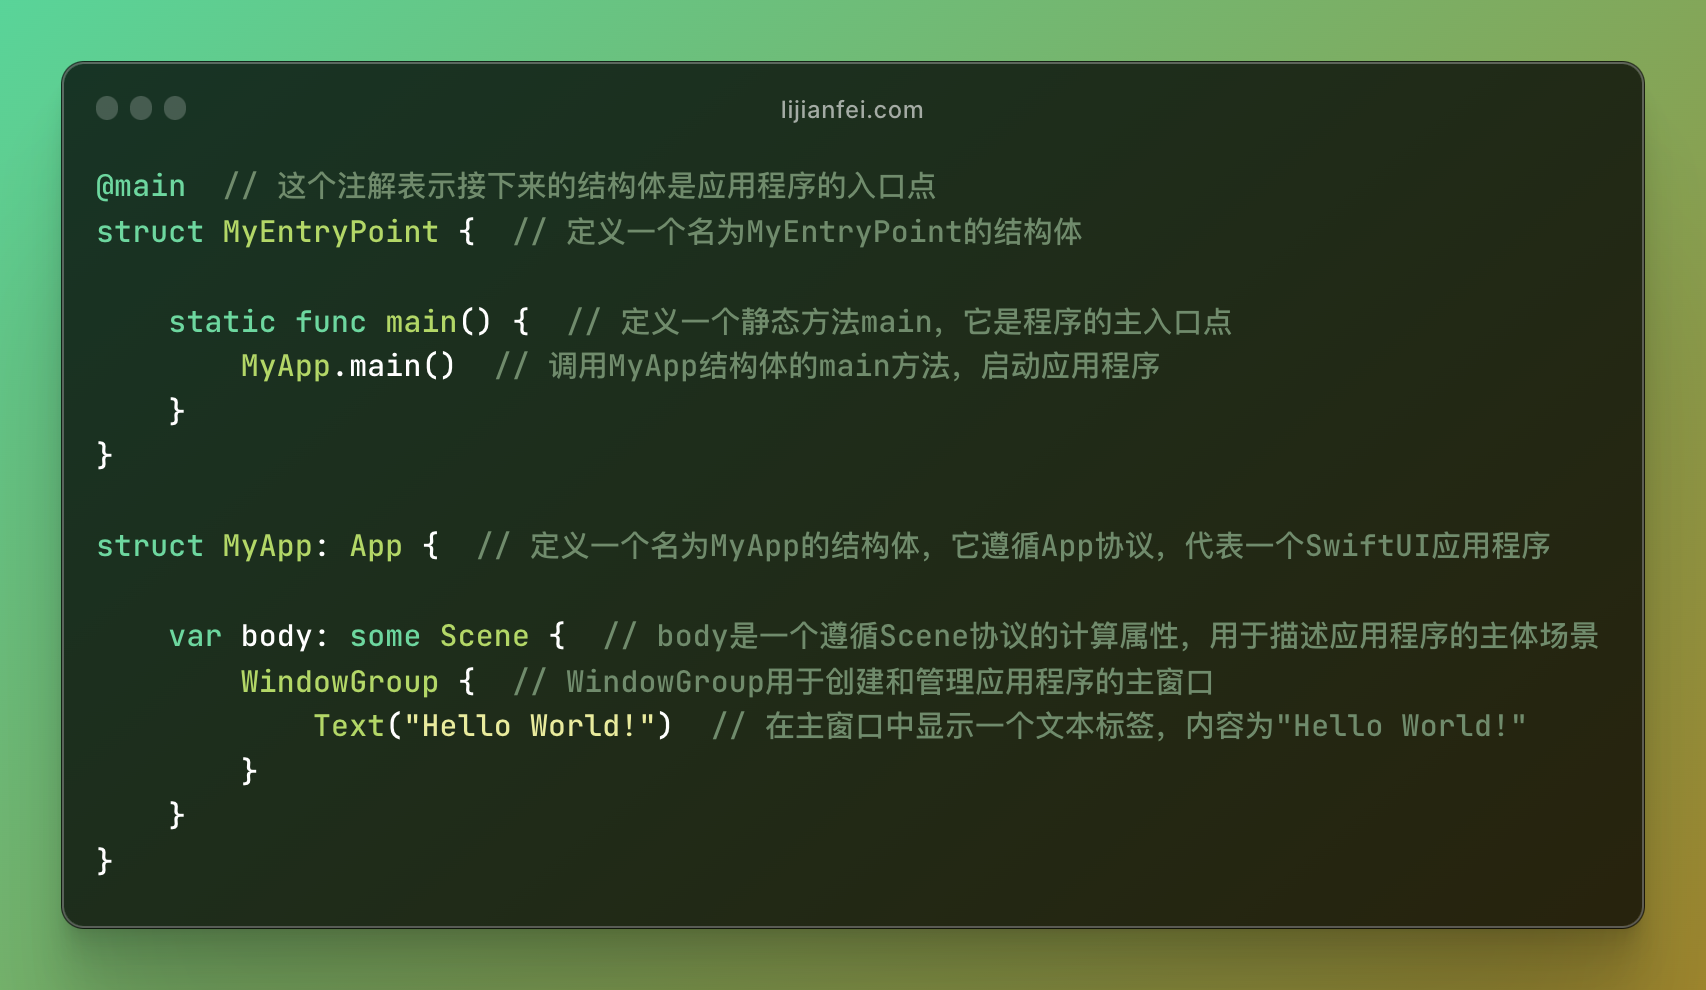 lijianfei.com
@main  // 这个注解表示接下来的结构体是应用程序的入口点
struct MyEntryPoint {  // 定义一个名为MyEntryPoint的结构体
    static func main() {  // 定义一个静态方法main，它是程序的主入口点
        MyApp.main()  // 调用MyApp结构体的main方法，启动应用程序
    }
}
struct MyApp: App {  // 定义一个名为MyApp的结构体，它遵循App协议，代表一个SwiftUI应用程序
    var body: some Scene {  // body是一个遵循Scene协议的计算属性，用于描述应用程序的主体场景
        WindowGroup {  // WindowGroup用于创建和管理应用程序的主窗口
            Text("Hello World!")  // 在主窗口中显示一个文本标签，内容为"Hello World!"
        }
    }
}